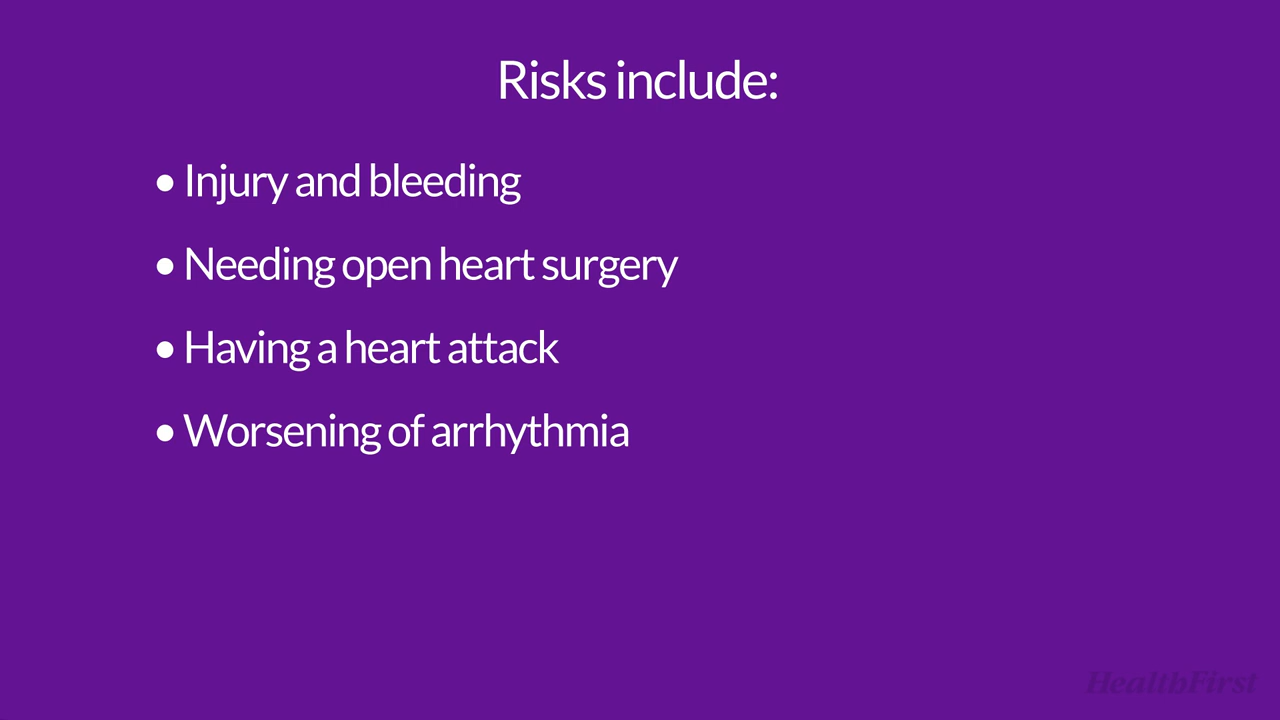 Risks include:
• Injury and bleeding
• Needing open heart surgery
• Having a heart attack
• Worsening of arrhythmia
HealthFirst